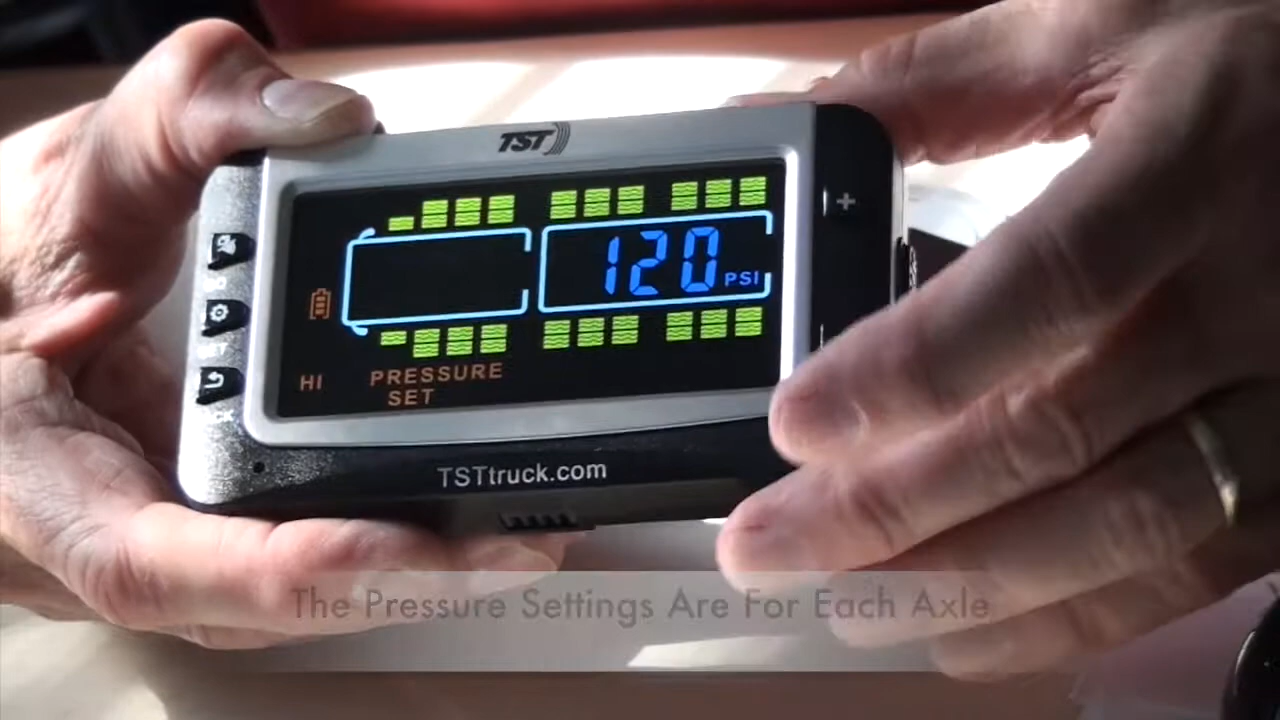 TST
+
120 PSI
HI
PRESSURE
SET
TSTtruck.com
The Pressure Settings Are For Each Axle